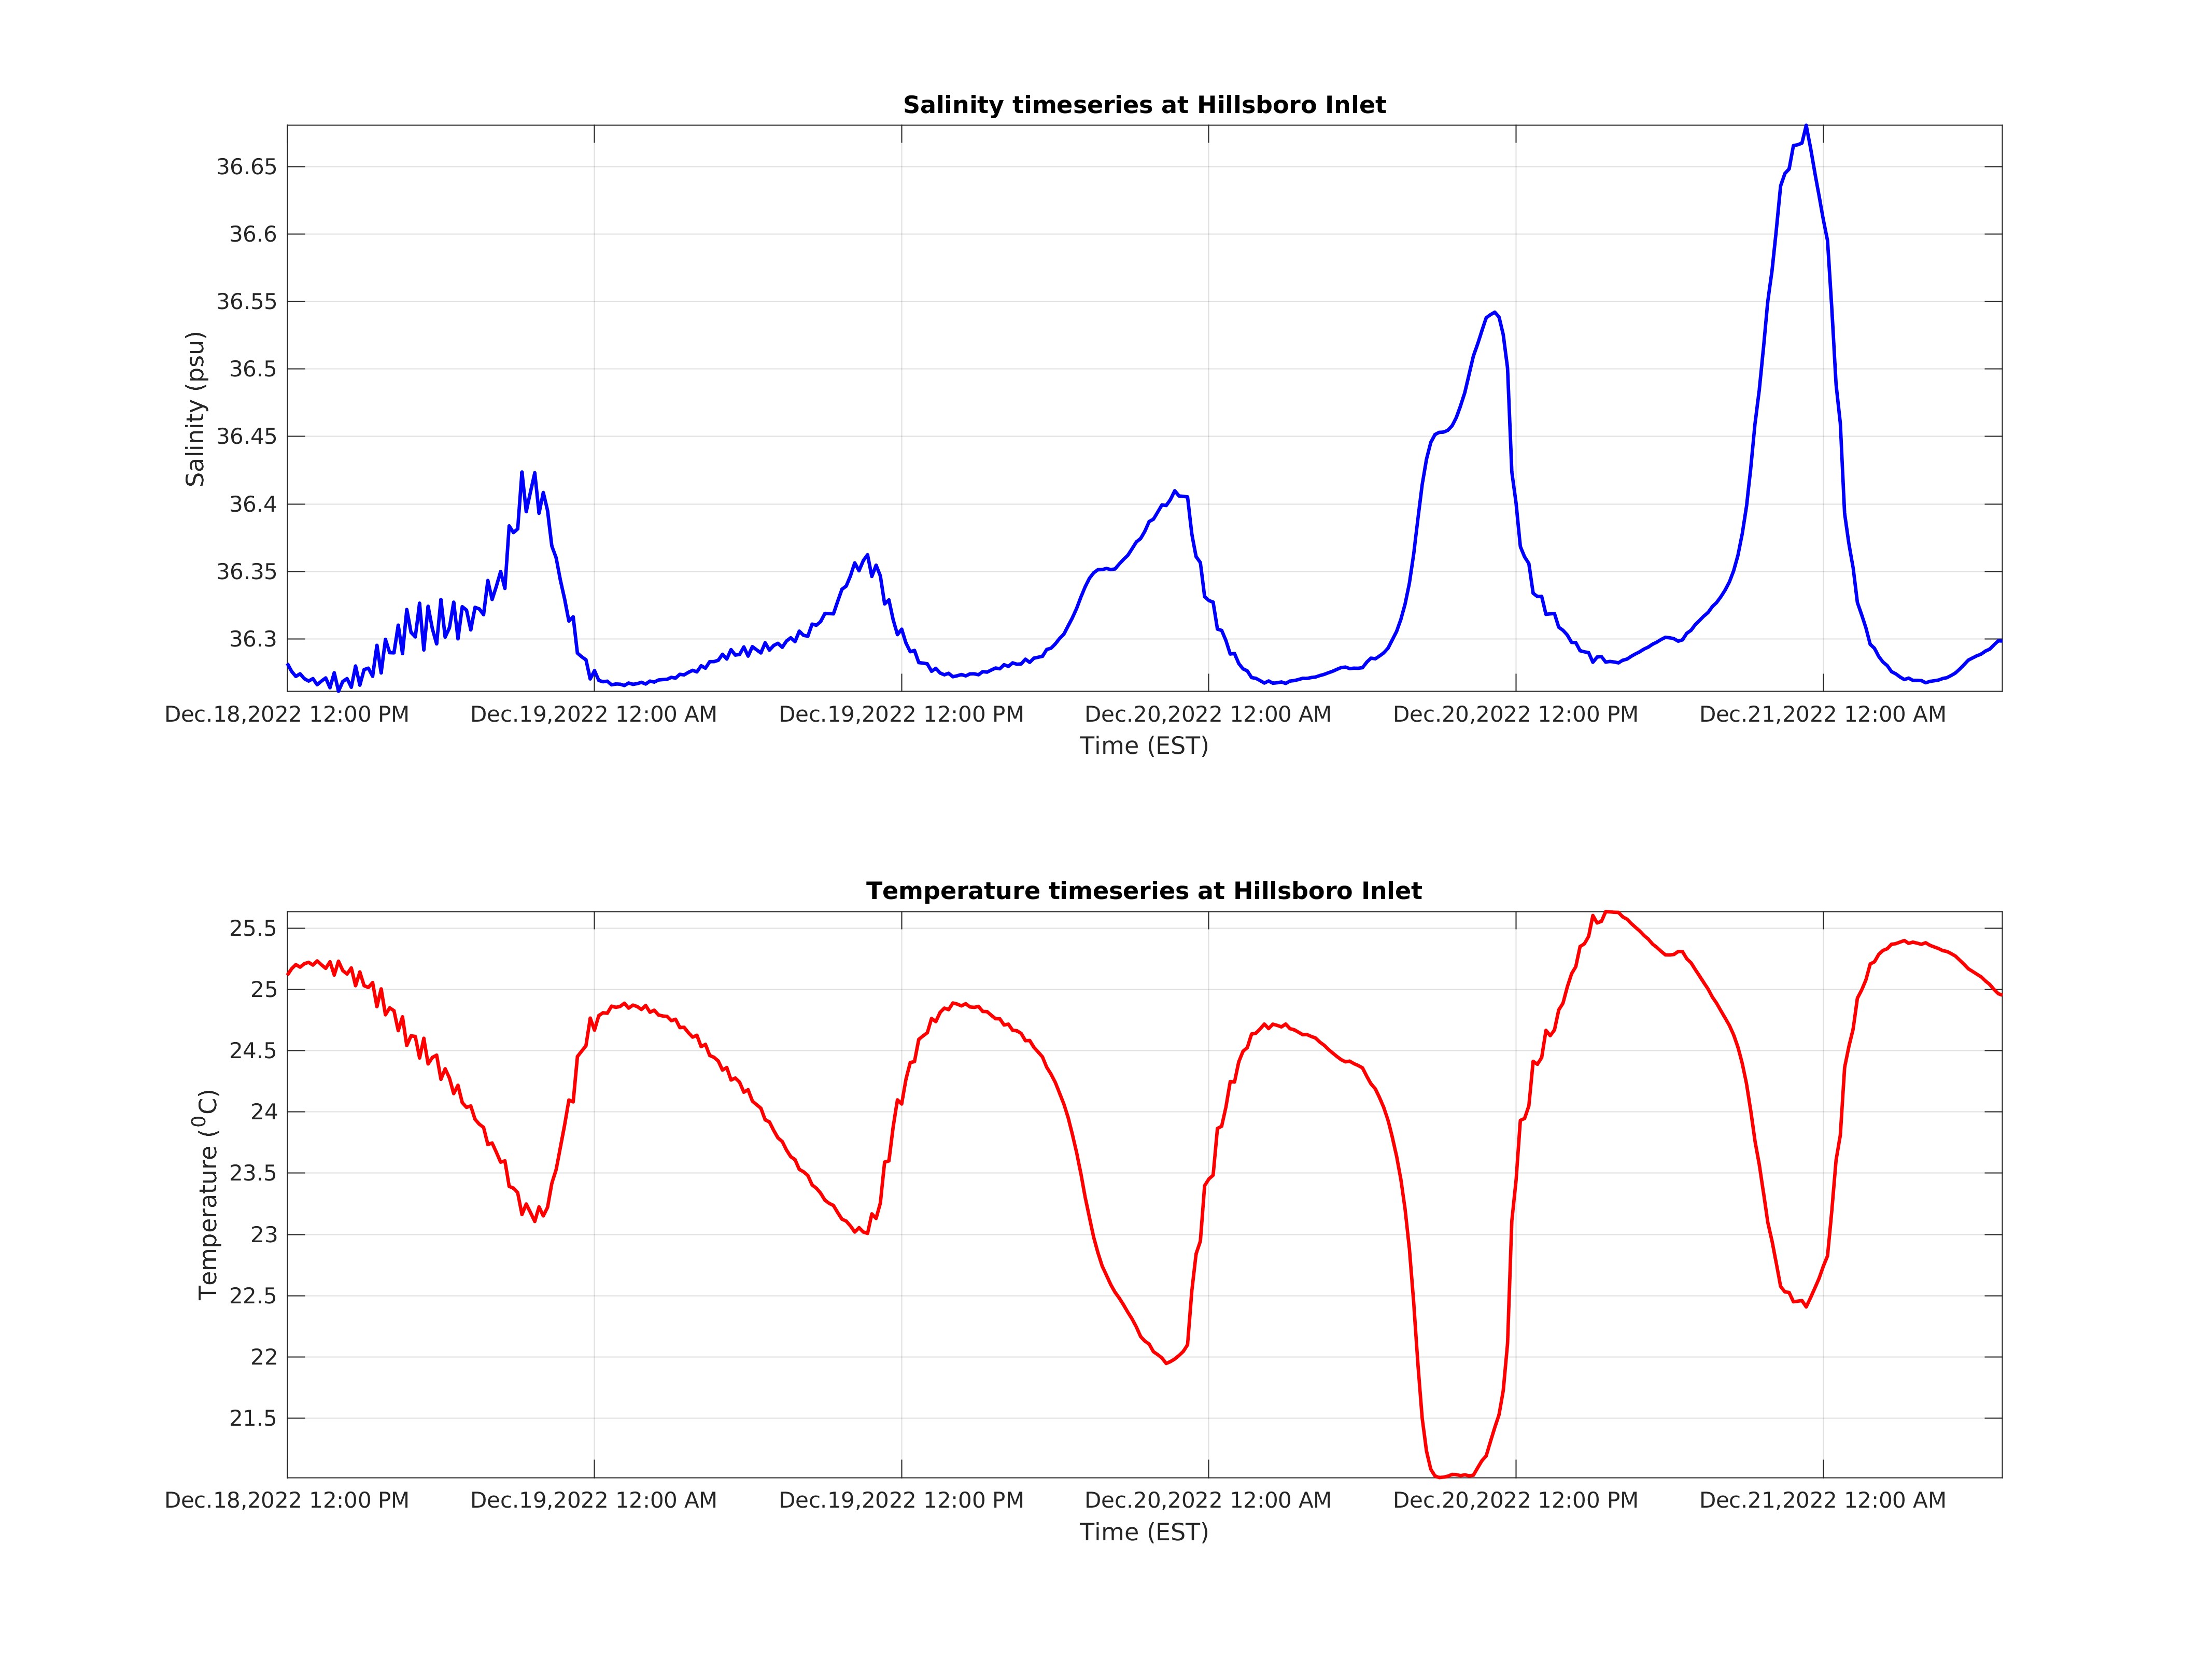 Salinity timeseries at Hillsboro Inlet
36.65
36.6
36.55
36.5
36.45
36.4
36.35
36.3
Salinity (psu)
Dec.18,2022 12:00 PM Dec.19,2022 12:00 AM Dec.19,2022 12:00 PM Dec.20,2022 12:00 AM Dec.20,2022 12:00 PM Dec.21,2022 12:00 AM
Time (EST)
Temperature timeseries at Hillsboro Inlet
25.5
25
24.5
24
23.5
23
22.5
22
21.5
Temperature (⁰C)
Dec.18,2022 12:00 PM Dec.19,2022 12:00 AM Dec.19,2022 12:00 PM Dec.20,2022 12:00 AM Dec.20,2022 12:00 PM Dec.21,2022 12:00 AM
Time (EST)